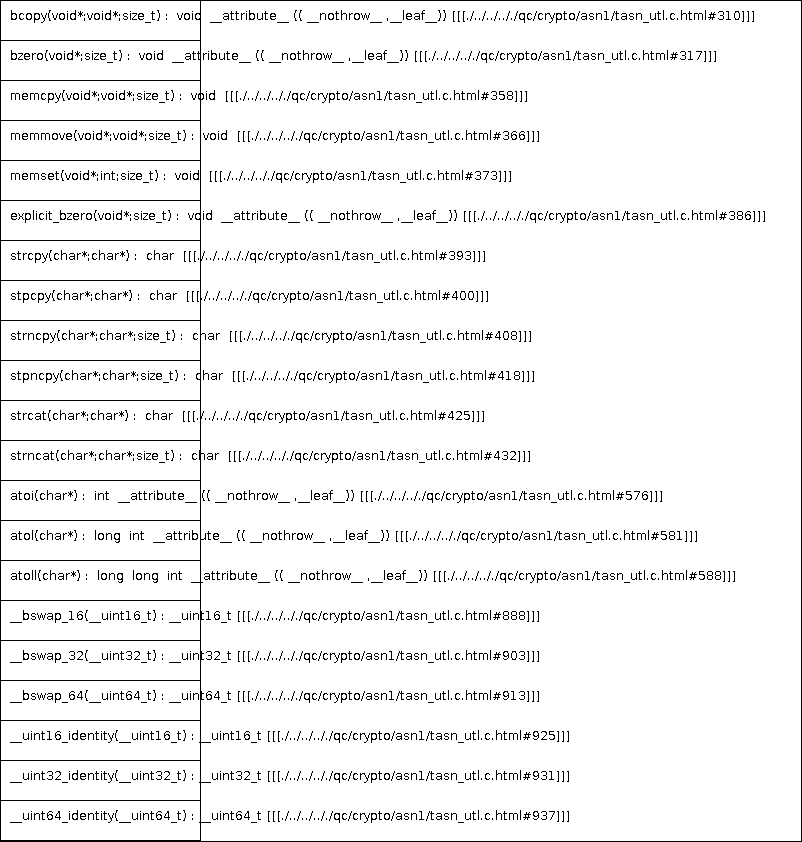 bcopy(void*;void*;size_t) : void __attribute__ (( __nothrow__ ,__leaf__)) [[[./../../../../qc/crypto/asn1/tasn_utl.c.html#310]]]
bzero(void*;size_t) : void __attribute__ (( __nothrow__ ,__leaf__)) [[[./../../../../qc/crypto/asn1/tasn_utl.c.html#317]]]
memcpy(void*;void*;size_t) : void [[[./../../../../qc/crypto/asn1/tasn_utl.c.html#358]]]
memmove(void*;void*;size_t) : void [[[./../../../../qc/crypto/asn1/tasn_utl.c.html#366]]]
memset(void*;int;size_t) : void [[[./../../../../qc/crypto/asn1/tasn_utl.c.html#373]]]
explicit_bzero(void*;size_t) : void __attribute__ (( __nothrow__ ,__leaf__)) [[[./../../../../qc/crypto/asn1/tasn_utl.c.html#386]]]
strcpy(char*;char*) : char [[[./../../../../qc/crypto/asn1/tasn_utl.c.html#393]]]
stpcpy(char*;char*) : char [[[./../../../../qc/crypto/asn1/tasn_utl.c.html#400]]]
strncpy(char*;char*;size_t) : char [[[./../../../../qc/crypto/asn1/tasn_utl.c.html#408]]]
stpncpy(char*;char*;size_t) : char [[[./../../../../qc/crypto/asn1/tasn_utl.c.html#418]]]
strcat(char*;char*) : char [[[./../../../../qc/crypto/asn1/tasn_utl.c.html#425]]]
strncat(char*;char*;size_t) : char [[[./../../../../qc/crypto/asn1/tasn_utl.c.html#432]]]
atoi(char*) : int __attribute__ (( __nothrow__ ,__leaf__)) [[[./../../../../qc/crypto/asn1/tasn_utl.c.html#576]]]
atol(char*) : long int __attribute__ (( __nothrow__ ,__leaf__)) [[[./../../../../qc/crypto/asn1/tasn_utl.c.html#581]]]
atoll(char*) : long long int __attribute__ (( __nothrow__ ,__leaf__)) [[[./../../../../qc/crypto/asn1/tasn_utl.c.html#588]]]
__bswap_16(__uint16_t) : __uint16_t [[[./../../../../qc/crypto/asn1/tasn_utl.c.html#888]]]
__bswap_32(__uint32_t) : __uint32_t [[[./../../../../qc/crypto/asn1/tasn_utl.c.html#903]]]
__bswap_64(__uint64_t) : __uint64_t [[[./../../../../qc/crypto/asn1/tasn_utl.c.html#913]]]
__uint16_identity(__uint16_t) : __uint16_t [[[./../../../../qc/crypto/asn1/tasn_utl.c.html#925]]]
__uint32_identity(__uint32_t) : __uint32_t [[[./../../../../qc/crypto/asn1/tasn_utl.c.html#931]]]
__uint64_identity(__uint64_t) : __uint64_t [[[./../../../../qc/crypto/asn1/tasn_utl.c.html#937]]]